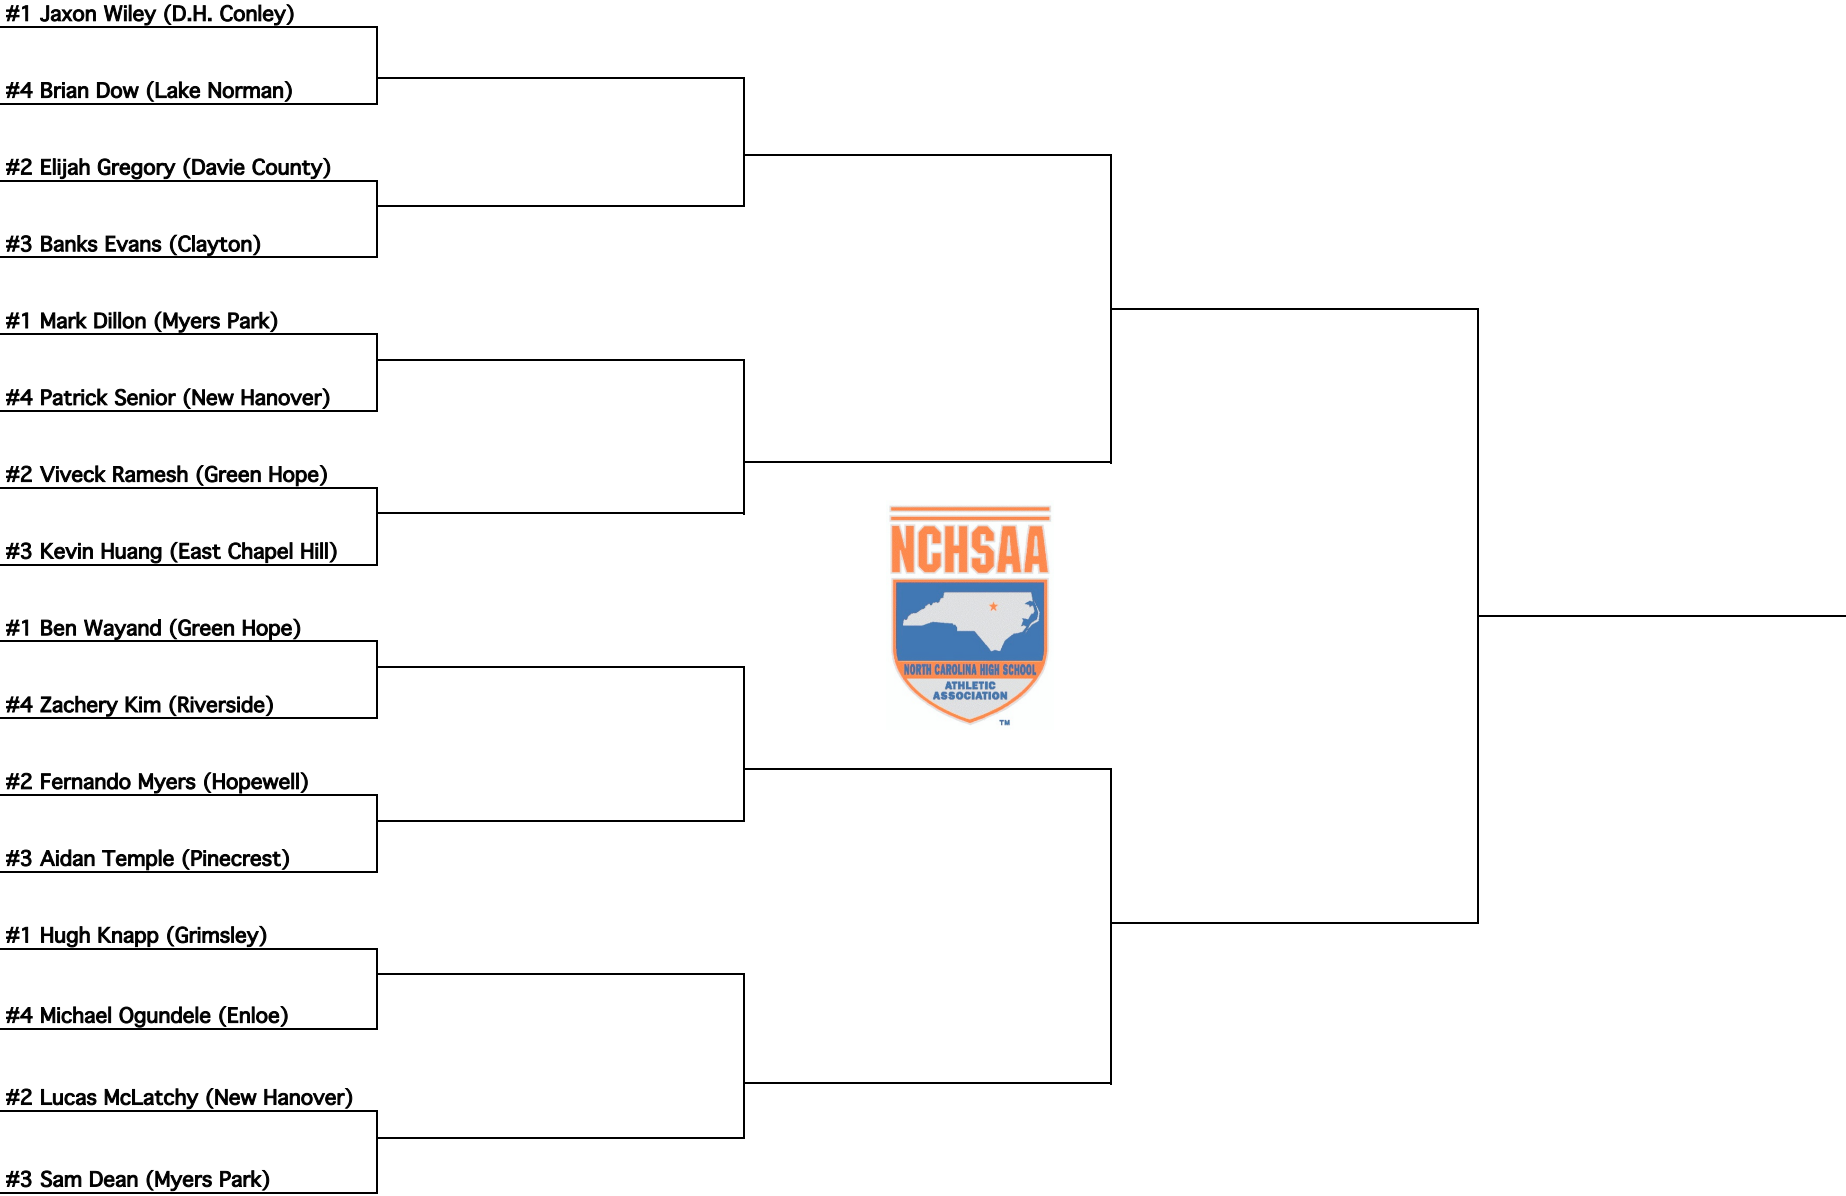 #1 Jaxon Wiley (D.H. Conley)
#4 Brian Dow (Lake Norman)
#2 Elijah Gregory (Davie County)
#3 Banks Evans (Clayton)
#1 Mark Dillon (Myers Park)
#4 Patrick Senior (New Hanover)
#2 Viveck Ramesh (Green Hope)
#3 Kevin Huang (East Chapel Hill)
#1 Ben Wayand (Green Hope)
#4 Zachery Kim (Riverside)
#2 Fernando Myers (Hopewell)
#3 Aidan Temple (Pinecrest)
#1 Hugh Knapp (Grimsley)
#4 Michael Ogundele (Enloe)
#2 Lucas McLatchy (New Hanover)
#3 Sam Dean (Myers Park)
NCHSAA
NORTH CAROLINA HIGH SCHOOL
ATHLETIC
ASSOCIATION
TM